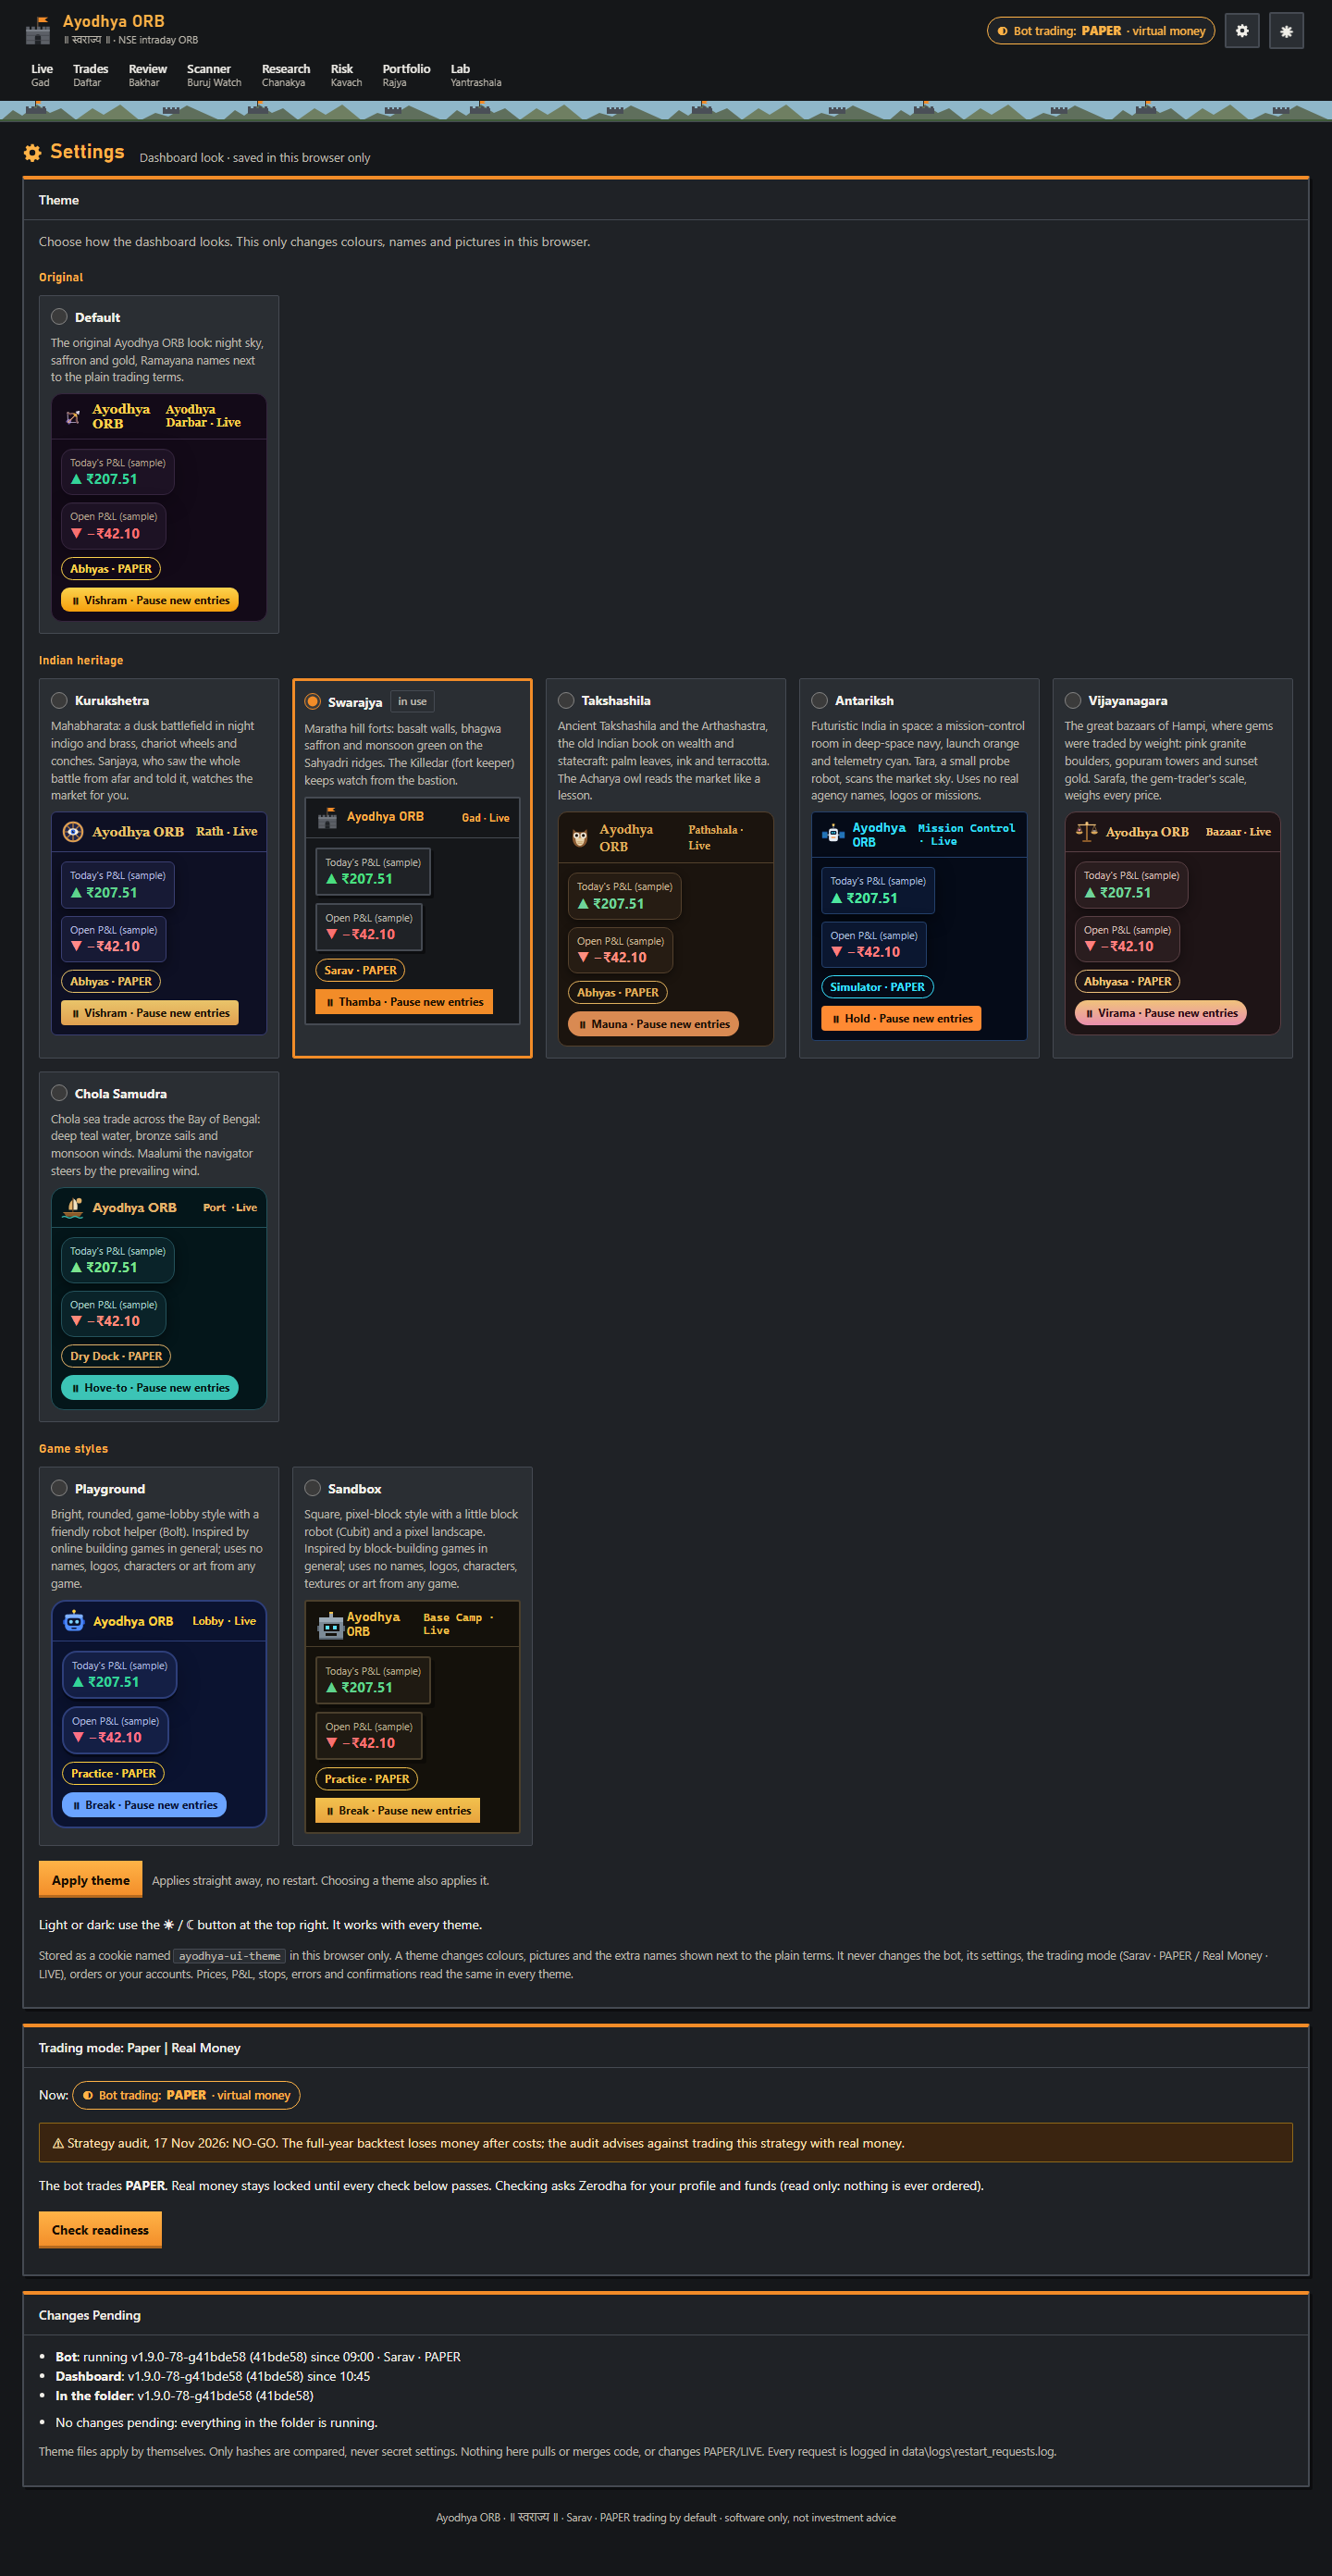 Ayodhya ORB
॥ स्वराज्य ॥ · NSE intraday ORB
Bot trading: PAPER · virtual money
Live
Gad
Trades
Daftar
Review
Bakhar
Scanner
Buruj Watch
Research
Chanakya
Risk
Kavach
Portfolio
Rajya
Lab
Yantrashala
Settings
Dashboard look · saved in this browser only
Theme
Choose how the dashboard looks. This only changes colours, names and pictures in this browser.
Original
Default
The original Ayodhya ORB look: night sky,
saffron and gold, Ramayana names next
to the plain trading terms.
Ayodhya
ORB
Ayodhya
Darbar · Live
Today's P&L (sample)
▲ ₹207.51
Open P&L (sample)
▼ −₹42.10
Abhyas · PAPER
⏸ Vishram · Pause new entries
Indian heritage
Kurukshetra
Mahabharata: a dusk battlefield in night
indigo and brass, chariot wheels and
conches. Sanjaya, who saw the whole
battle from afar and told it, watches the
market for you.
Ayodhya ORB
Rath · Live
Today's P&L (sample)
▲ ₹207.51
Open P&L (sample)
▼ −₹42.10
Abhyas · PAPER
⏸ Vishram · Pause new entries
Swarajya
in use
Maratha hill forts: basalt walls, bhagwa
saffron and monsoon green on the
Sahyadri ridges. The Killedar (fort keeper)
keeps watch from the bastion.
Ayodhya ORB
Gad · Live
Today's P&L (sample)
▲ ₹207.51
Open P&L (sample)
▼ −₹42.10
Sarav · PAPER
⏸ Thamba · Pause new entries
Takshashila
Ancient Takshashila and the Arthashastra,
the old Indian book on wealth and
statecraft: palm leaves, ink and terracotta.
The Acharya owl reads the market like a
lesson.
Ayodhya
ORB
Pathshala ·
Live
Today's P&L (sample)
▲ ₹207.51
Open P&L (sample)
▼ −₹42.10
Abhyas · PAPER
⏸ Mauna · Pause new entries
Antariksh
Futuristic India in space: a mission-control
room in deep-space navy, launch orange
and telemetry cyan. Tara, a small probe
robot, scans the market sky. Uses no real
agency names, logos or missions.
Ayodhya
ORB
Mission Control
· Live
Today's P&L (sample)
▲ ₹207.51
Open P&L (sample)
▼ −₹42.10
Simulator · PAPER
⏸ Hold · Pause new entries
Vijayanagara
The great bazaars of Hampi, where gems
were traded by weight: pink granite
boulders, gopuram towers and sunset
gold. Sarafa, the gem-trader's scale,
weighs every price.
Ayodhya ORB
Bazaar · Live
Today's P&L (sample)
▲ ₹207.51
Open P&L (sample)
▼ −₹42.10
Abhyasa · PAPER
⏸ Virama · Pause new entries
Chola Samudra
Chola sea trade across the Bay of Bengal:
deep teal water, bronze sails and
monsoon winds. Maalumi the navigator
steers by the prevailing wind.
Ayodhya ORB
Port · Live
Today's P&L (sample)
▲ ₹207.51
Open P&L (sample)
▼ −₹42.10
Dry Dock · PAPER
⏸ Hove-to · Pause new entries
Game styles
Playground
Bright, rounded, game-lobby style with a
friendly robot helper (Bolt). Inspired by
online building games in general; uses no
names, logos, characters or art from any
game.
Ayodhya ORB
Lobby · Live
Today's P&L (sample)
▲ ₹207.51
Open P&L (sample)
▼ −₹42.10
Practice · PAPER
⏸ Break · Pause new entries
Sandbox
Square, pixel-block style with a little block
robot (Cubit) and a pixel landscape.
Inspired by block-building games in
general; uses no names, logos, characters,
textures or art from any game.
Ayodhya
ORB
Base Camp ·
Live
Today's P&L (sample)
▲ ₹207.51
Open P&L (sample)
▼ −₹42.10
Practice · PAPER
⏸ Break · Pause new entries
Apply theme
Applies straight away, no restart. Choosing a theme also applies it.
Light or dark: use the ☀ / ☾ button at the top right. It works with every theme.
Stored as a cookie named ayodhya-ui-theme in this browser only. A theme changes colours, pictures and the extra names shown next to the plain terms. It never changes the bot, its settings, the trading mode (Sarav · PAPER / Real Money ·
LIVE), orders or your accounts. Prices, P&L, stops, errors and confirmations read the same in every theme.
Trading mode: Paper | Real Money
Now: Bot trading: PAPER · virtual money
⚠ Strategy audit, 17 Nov 2026: NO-GO. The full-year backtest loses money after costs; the audit advises against trading this strategy with real money.
The bot trades PAPER. Real money stays locked until every check below passes. Checking asks Zerodha for your profile and funds (read only: nothing is ever ordered).
Check readiness
Changes Pending
• Bot: running v1.9.0-78-g41bde58 (41bde58) since 09:00 · Sarav · PAPER
• Dashboard: v1.9.0-78-g41bde58 (41bde58) since 10:45
• In the folder: v1.9.0-78-g41bde58 (41bde58)
• No changes pending: everything in the folder is running.
Theme files apply by themselves. Only hashes are compared, never secret settings. Nothing here pulls or merges code, or changes PAPER/LIVE. Every request is logged in data\logs\restart_requests.log.
Ayodhya ORB · ॥ स्वराज्य ॥ · Sarav · PAPER trading by default · software only, not investment advice